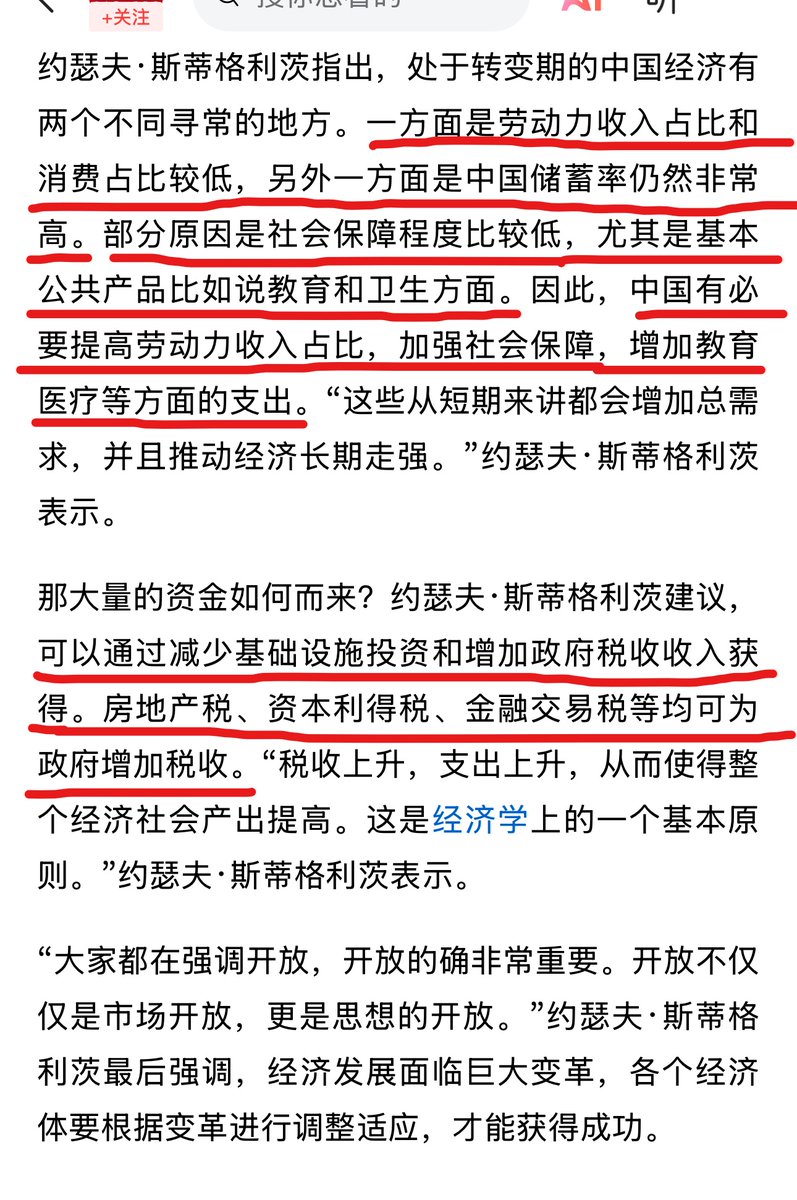 +关注
约瑟夫·斯蒂格利茨指出，处于转变期的中国经济有
两个不同寻常的地方。一方面是劳动力收入占比和
消费占比较低，另外一方面是中国储蓄率仍然非常
高。部分原因是社会保障程度比较低，尤其是基本
公共产品比如说教育和卫生方面。因此，中国有必
要提高劳动力收入占比，加强社会保障，增加教育
医疗等方面的支出。“这些从短期来讲都会增加总需
求，并且推动经济长期走强。”约瑟夫·斯蒂格利茨
表示。
那大量的资金如何而来？约瑟夫·斯蒂格利茨建议，
可以通过减少基础设施投资和增加政府税收收入获
得。房地产税、资本利得税、金融交易税等均可为
政府增加税收。“税收上升，支出上升，从而使得整
个经济社会产出提高。这是经济学上的一个基本原
则。”约瑟夫·斯蒂格利茨表示。
“大家都在强调开放，开放的确非常重要。开放不仅
仅是市场开放，更是思想的开放。”约瑟夫·斯蒂格
利茨最后强调，经济发展面临巨大变革，各个经济
体要根据变革进行调整适应，才能获得成功。